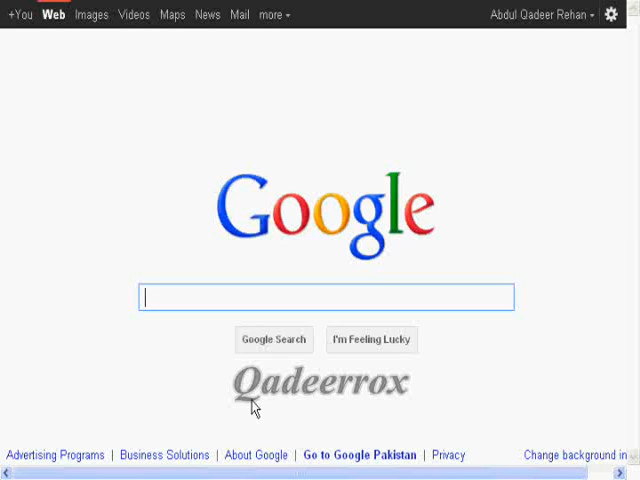 +You Web Images Videos Maps News Mail more Abdul Qadeer Rehan
Google
Google Search I'm Feeling Lucky
Qadeerrox
Advertising Programs | Business Solutions | About Google | Go to Google Pakistan | Privacy Change background in